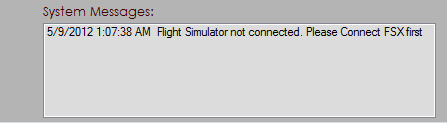 System Messages:
5/9/2012 1:07:38 AM  Flight Simulator not connected. Please Connect FSX first